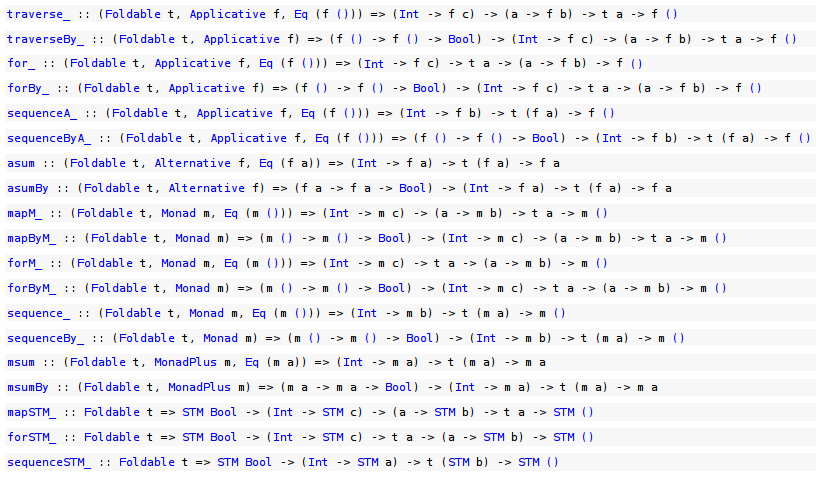 traverse_ :: (Foldable t, Applicative f, Eq (f ())) => (Int -> f c) -> (a -> f b) -> t a -> f ()
traverseBy_ :: (Foldable t, Applicative f) => (f () -> f () -> Bool) -> (Int -> f c) -> (a -> f b) -> t a -> f ()
for_ :: (Foldable t, Applicative f, Eq (f ())) => (Int -> f c) -> t a -> (a -> f b) -> f ()
forBy_ :: (Foldable t, Applicative f) => (f () -> f () -> Bool) -> (Int -> f c) -> t a -> (a -> f b) -> f ()
sequenceA_ :: (Foldable t, Applicative f, Eq (f ())) => (Int -> f b) -> t (f a) -> f ()
sequenceByA_ :: (Foldable t, Applicative f, Eq (f ())) => (f () -> f () -> Bool) -> (Int -> f b) -> t (f a) -> f ()
asum :: (Foldable t, Alternative f, Eq (f a)) => (Int -> f a) -> t (f a) -> f a
asumBy :: (Foldable t, Alternative f) => (f a -> f a -> Bool) -> (Int -> f a) -> t (f a) -> f a
mapM_ :: (Foldable t, Monad m, Eq (m ())) => (Int -> m c) -> (a -> m b) -> t a -> m ()
mapByM_ :: (Foldable t, Monad m) => (m () -> m () -> Bool) -> (Int -> m c) -> (a -> m b) -> t a -> m ()
forM_ :: (Foldable t, Monad m, Eq (m ())) => (Int -> m c) -> t a -> (a -> m b) -> m ()
forByM_ :: (Foldable t, Monad m) => (m () -> m () -> Bool) -> (Int -> m c) -> t a -> (a -> m b) -> m ()
sequence_ :: (Foldable t, Monad m, Eq (m ())) => (Int -> m b) -> t (m a) -> m ()
sequenceBy_ :: (Foldable t, Monad m) => (m () -> m () -> Bool) -> (Int -> m b) -> t (m a) -> m ()
msum :: (Foldable t, MonadPlus m, Eq (m a)) => (Int -> m a) -> t (m a) -> m a
msumBy :: (Foldable t, MonadPlus m) => (m a -> m a -> Bool) -> (Int -> m a) -> t (m a) -> m a
mapSTM_ :: Foldable t => STM Bool -> (Int -> STM c) -> (a -> STM b) -> t a -> STM ()
forSTM_ :: Foldable t => STM Bool -> (Int -> STM c) -> t a -> (a -> STM b) -> STM ()
sequenceSTM_ :: Foldable t => STM Bool -> (Int -> STM a) -> t (STM b) -> STM ()